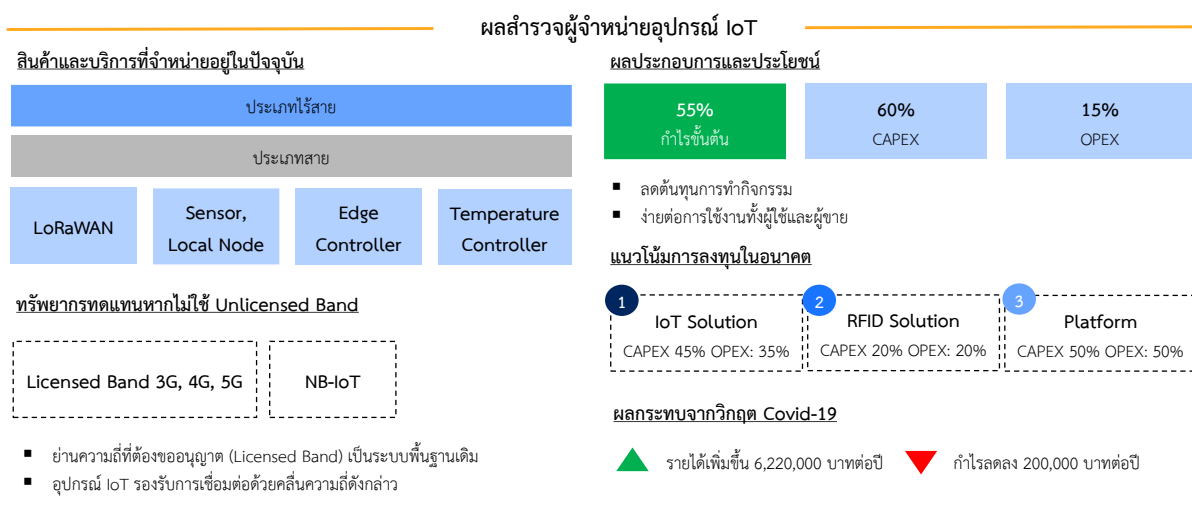 ผลสำรวจผู้จำหน่ายอุปกรณ์ IoT
สินค้าและบริการที่จำหน่ายอยู่ในปัจจุบัน
ประเภทไร้สาย
ประเภทสาย
LoRaWAN
Sensor,
Local Node
Edge
Controller
Temperature
Controller
ทรัพยากรทดแทนหากไม่ใช้ Unlicensed Band
Licensed Band 3G, 4G, 5G
NB-IoT
▪ ย่านความถี่ที่ต้องขออนุญาต (Licensed Band) เป็นระบบพื้นฐานเดิม
▪ อุปกรณ์ IoT รองรับการเชื่อมต่อด้วยคลื่นความถี่ดังกล่าว
ผลประกอบการและประโยชน์
55%
กำไรขั้นต้น
60%
CAPEX
15%
OPEX
▪ ลดต้นทุนการทำกิจกรรม
▪ ง่ายต่อการใช้งานทั้งผู้ใช้และผู้ขาย
แนวโน้มการลงทุนในอนาคต
1
IoT Solution
CAPEX 45% OPEX: 35%
2
RFID Solution
CAPEX 20% OPEX: 20%
3
Platform
CAPEX 50% OPEX: 50%
ผลกระทบจากวิกฤต Covid-19
รายได้เพิ่มขึ้น 6,220,000 บาทต่อปี
กำไรลดลง 200,000 บาทต่อปี